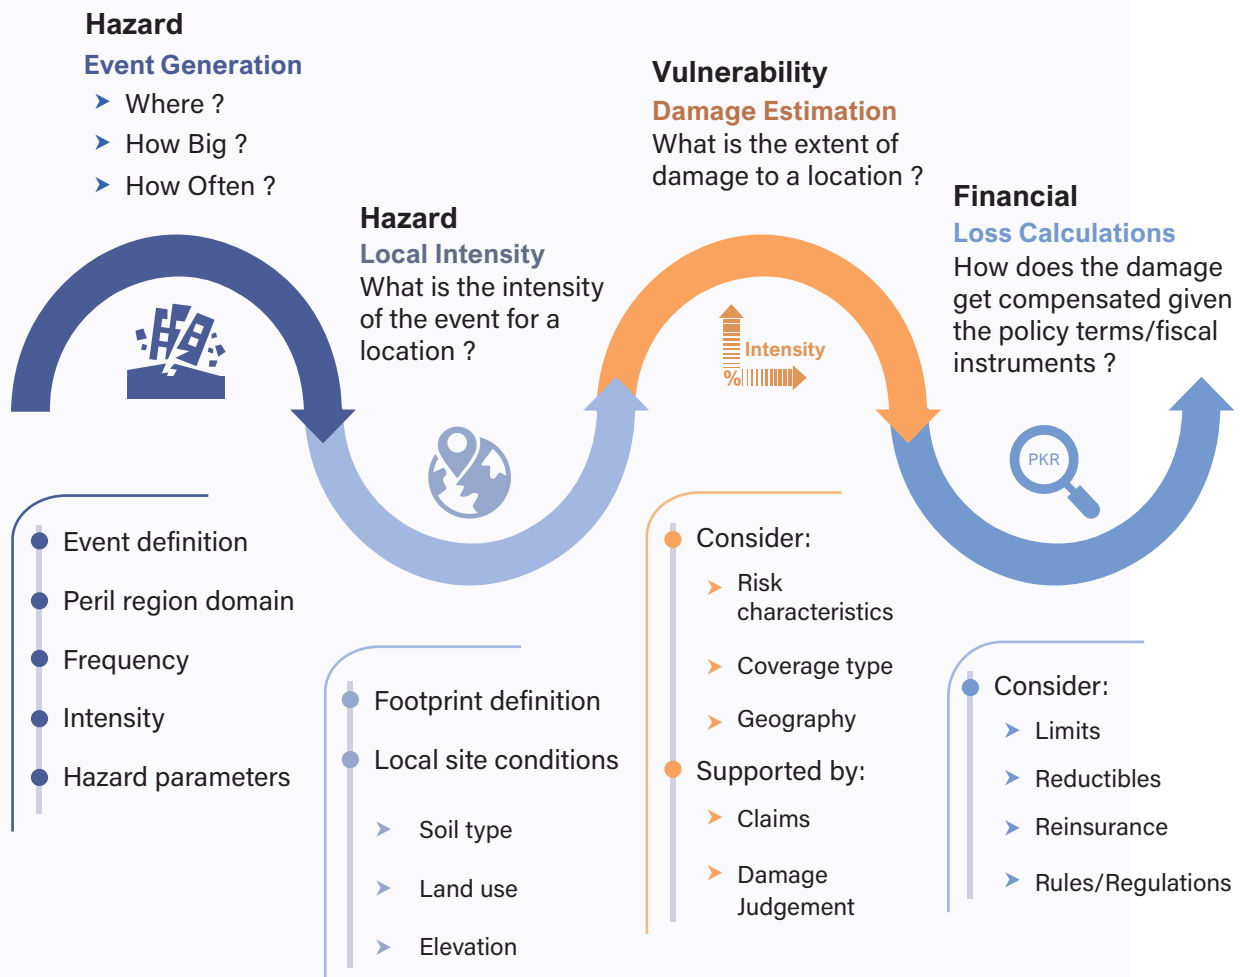 Hazard
Event Generation
Where ?
How Big ?
How Often ?
Hazard
Local Intensity
What is the intensity
of the event for a
location ?
Vulnerability
Damage Estimation
What is the extent of
damage to a location ?
Financial
Loss Calculations
How does the damage
get compensated given
the policy terms/fiscal
instruments ?
Intensity
%
PKR
Event definition
Peril region domain
Frequency
Intensity
Hazard parameters
Footprint definition
Local site conditions
Soil type
Land use
Elevation
Consider:
Risk
characteristics
Coverage type
Geography
Supported by:
Claims
Damage
Judgement
Consider:
Limits
Reductibles
Reinsurance
Rules/Regulations